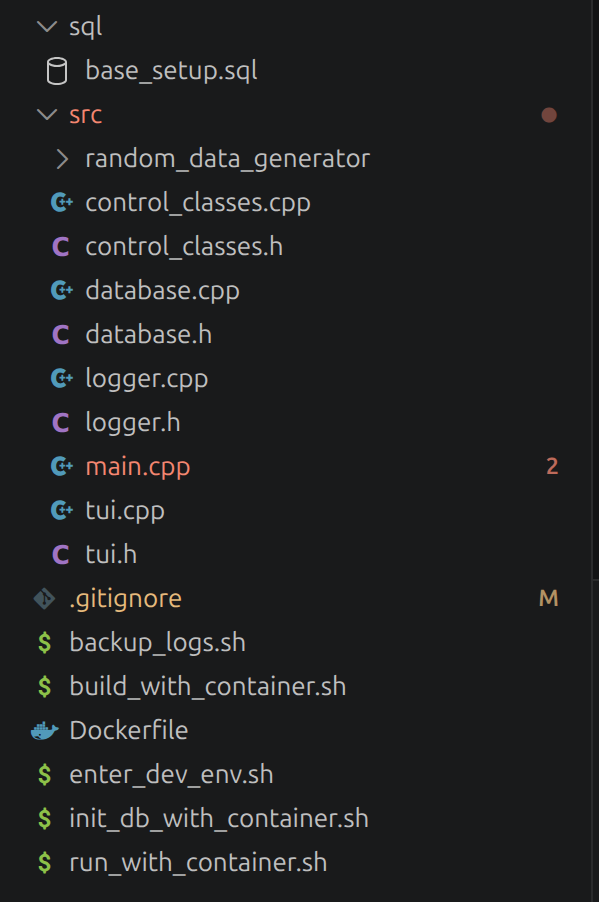 sql
base_setup.sql
src
random_data_generator
control_classes.cpp
control_classes.h
database.cpp
database.h
logger.cpp
logger.h
main.cpp 2
tui.cpp
tui.h
.gitignore M
backup_logs.sh
build_with_container.sh
Dockerfile
enter_dev_env.sh
init_db_with_container.sh
run_with_container.sh